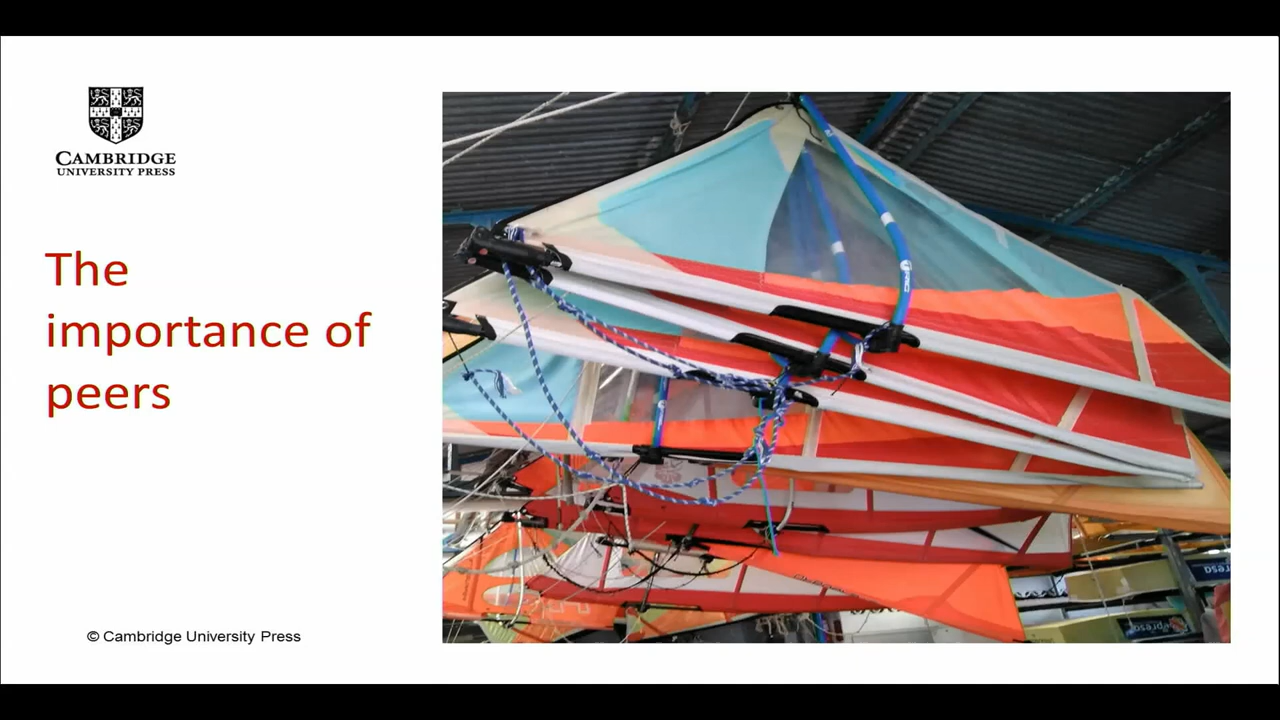 CAMBRIDGE
UNIVERSITY PRESS
The
importance of
peers
© Cambridge University Press